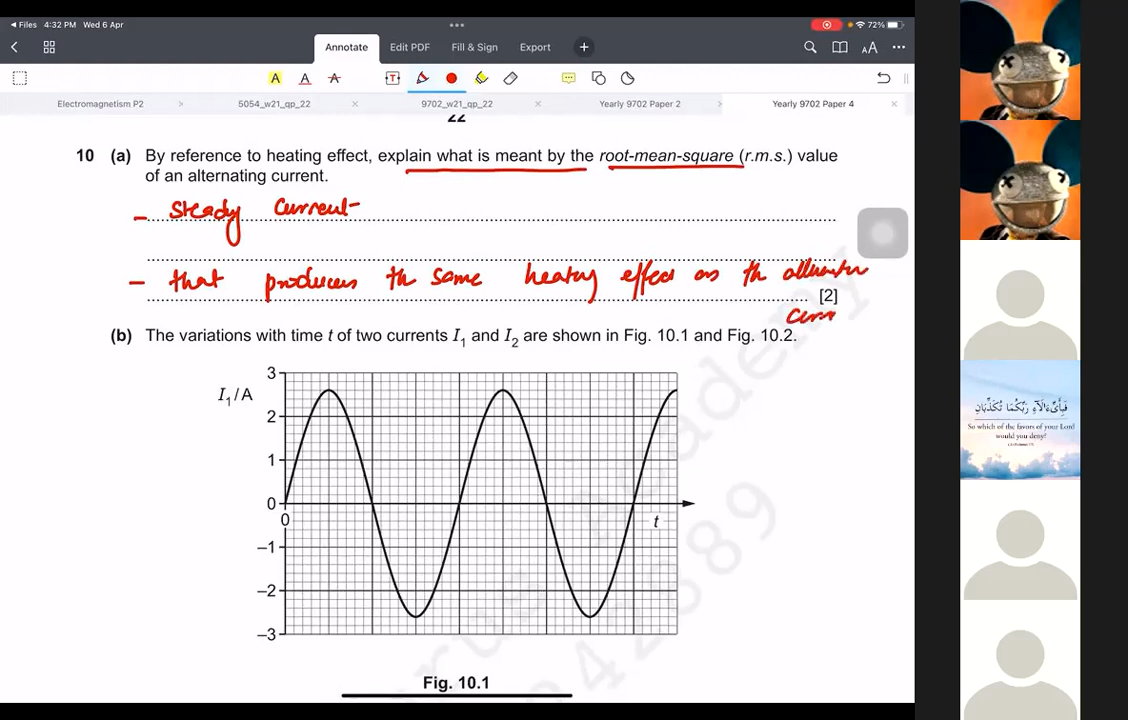 Files 4:32 PM Wed 6 Apr 72%
Annotate Edit PDF Fill & Sign Export
A A A T
Electromagnetism P2 5054_w21_qp_22 9702_w21_qp_22 Yearly 9702 Paper 2 Yearly 9702 Paper 4
22
10 (a) By reference to heating effect, explain what is meant by the root-mean-square (r.m.s.) value
of an alternating current.
- Steady Current
- that produces the same heating effect as the
[2]
(b) The variations with time t of two currents I1 and I2 are shown in Fig. 10.1 and Fig. 10.2.
I1/A
3
2
1
0
0
t
–1
–2
–3
Fig. 10.1
Academy
42889
So which of the favors of your Lord
would you deny?